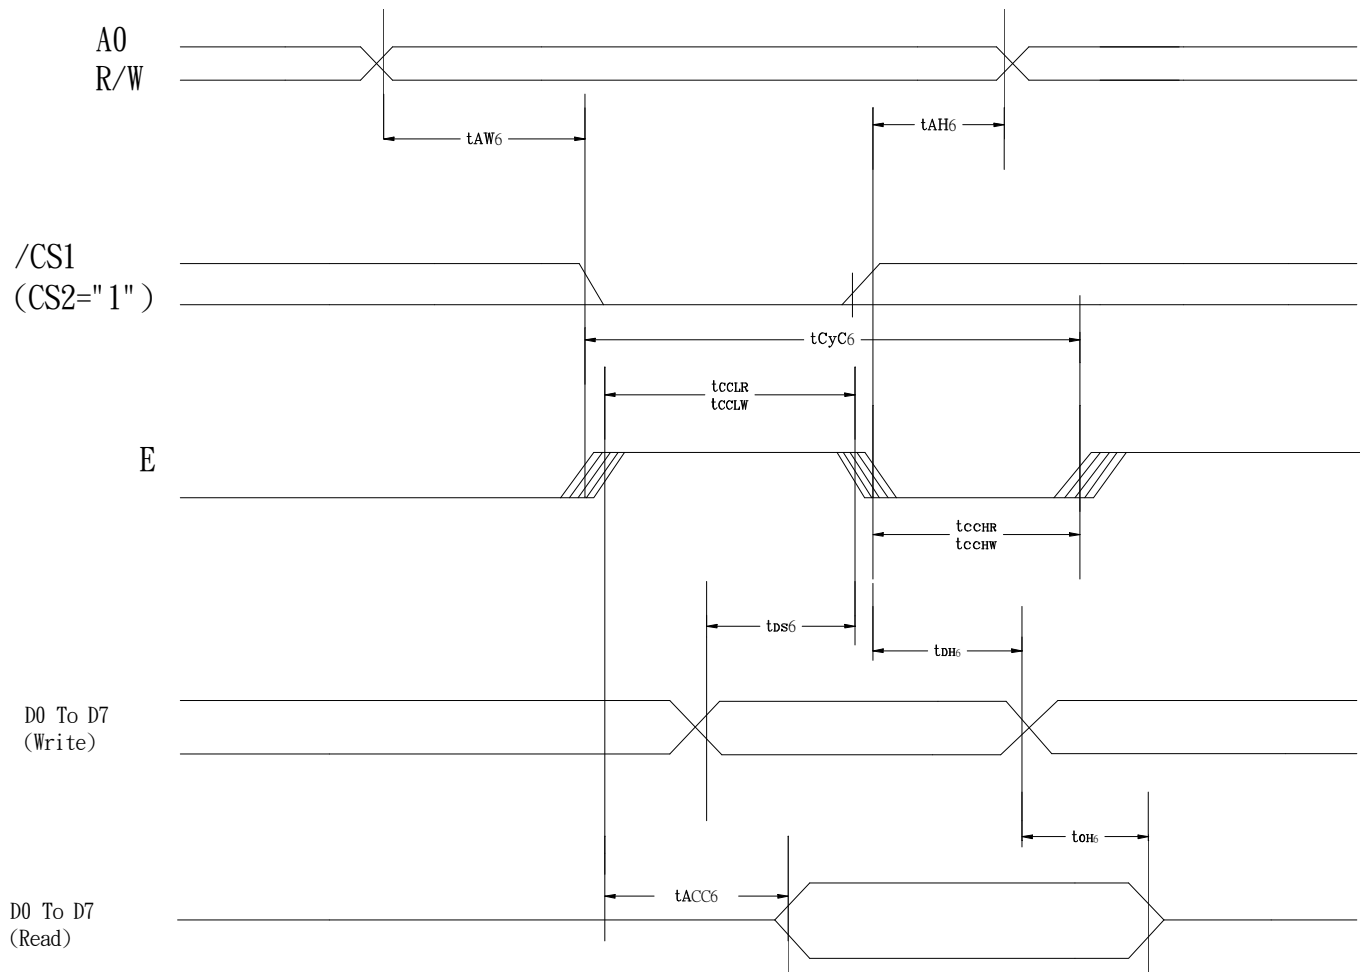 A0
R/W
tAW6
tAH6
/CS1
(CS2="1")
tCyC6
tCCLR
tCCLW
E
tCCHR
tCCHW
tDS6
tDH6
D0 To D7
(Write)
tOH6
tACC6
D0 To D7
(Read)